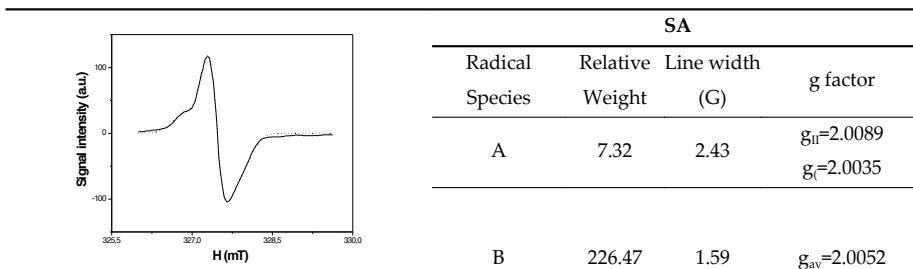 SA
Radical Species Relative Weight Line width (G) g factor
A 7.32 2.43 gII=2.0089
g(=2.0035
B 226.47 1.59 gav=2.0052
Signal intensity (a.u.)
100
0
-100
325,5 327,0 328,5 330,0
H (mT)